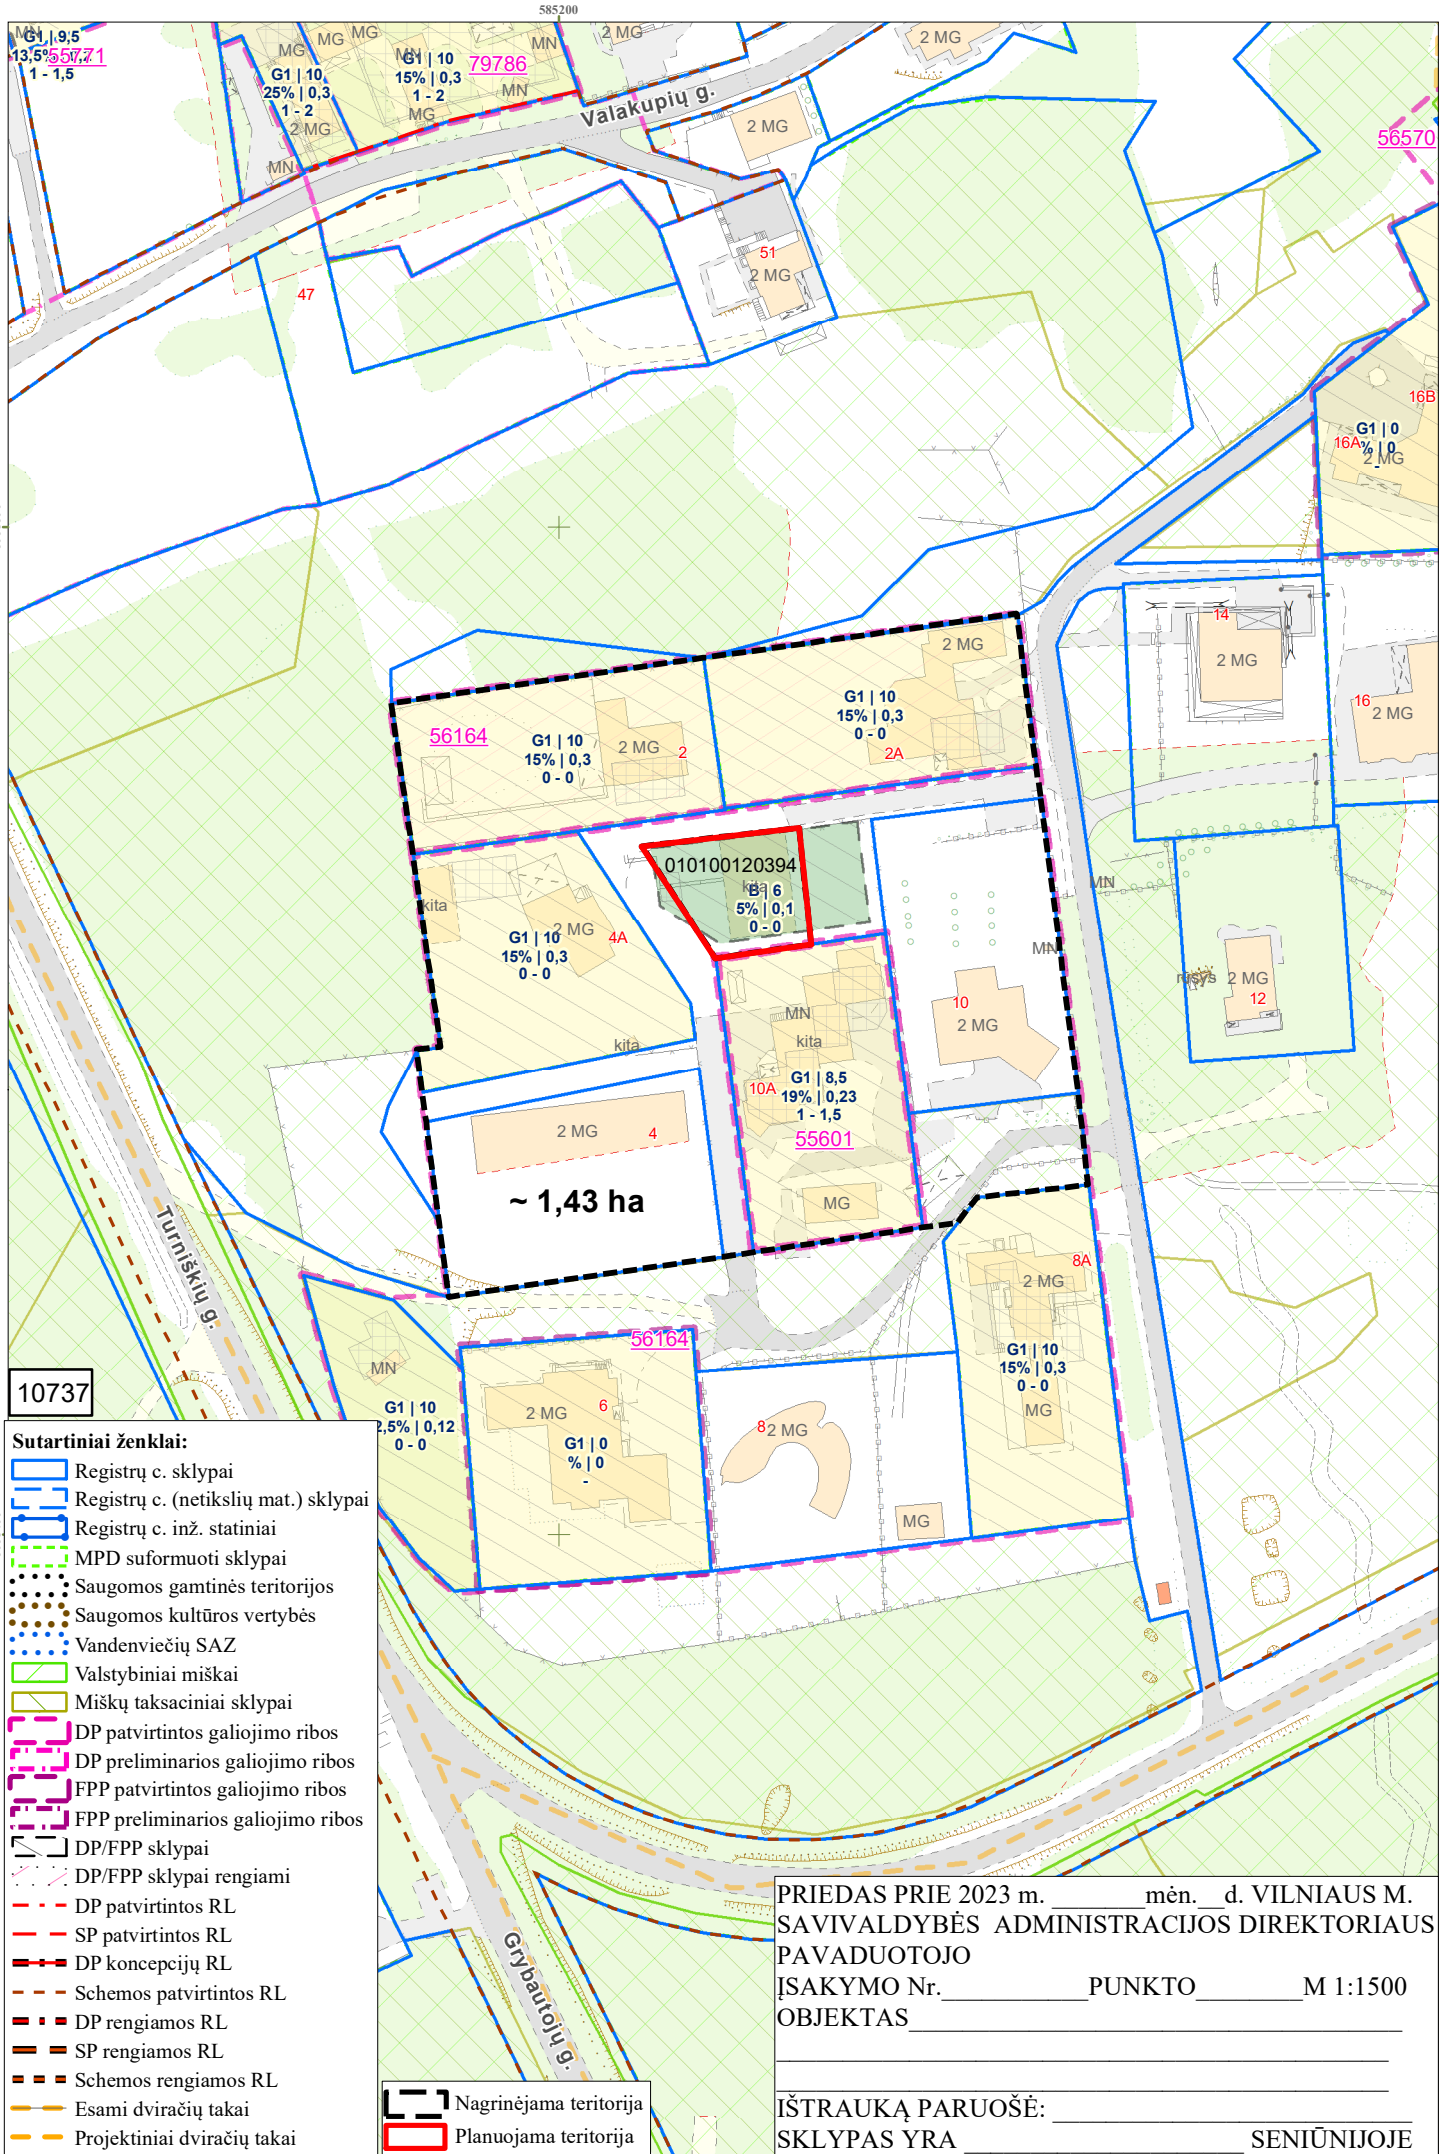 585200
MN
G1 | 9,5
1 - 1,5
55771
MG
MG
MG
G1 | 10
25% | 0,3
1 - 2
2 MG
MN
MN
G1 | 10
15% | 0,3
1 - 2
MG
79786
MN
MN
2 MG
2 MG
Valakupių g.
2 MG
56570
51
2 MG
47
16B
16A
G1 | 0
% | 0
-
2 MG
14
2 MG
16
2 MG
2 MG
G1 | 10
15% | 0,3
0 - 0
2A
56164
G1 | 10
15% | 0,3
0 - 0
2 MG
2
010100120394
kita
B | 6
5% | 0,1
0 - 0
kita
2 MG
4A
G1 | 10
15% | 0,3
0 - 0
kita
MN
MN
10
2 MG
rūsys
2 MG
12
MN
kita
10A
G1 | 8,5
19% | 0,23
1 - 1,5
55601
MG
2 MG
4
~ 1,43 ha
Turniškių g.
8A
2 MG
G1 | 10
15% | 0,3
0 - 0
MG
56164
MN
G1 | 10
2,5% | 0,12
0 - 0
2 MG
6
G1 | 0
% | 0
-
8
2 MG
MG
10737
Sutartiniai ženklai:
Registrų c. sklypai
Registrų c. (netikslių mat.) sklypai
Registrų c. inž. statiniai
MPD suformuoti sklypai
Saugomos gamtinės teritorijos
Saugomos kultūros vertybės
Vandenviečių SAZ
Valstybiniai miškai
Miškų taksaciniai sklypai
DP patvirtintos galiojimo ribos
DP preliminarios galiojimo ribos
FPP patvirtintos galiojimo ribos
FPP preliminarios galiojimo ribos
DP/FPP sklypai
DP/FPP sklypai rengiami
DP patvirtintos RL
SP patvirtintos RL
DP koncepcijų RL
Schemos patvirtintos RL
DP rengiamos RL
SP rengiamos RL
Schemos rengiamos RL
Esami dviračių takai
Projektiniai dviračių takai
Grybautojų g.
Nagrinėjama teritorija
Planuojama teritorija
PRIEDAS PRIE 2023 m. _______mėn.__d. VILNIAUS M.
SAVIVALDYBĖS ADMINISTRACIJOS DIREKTORIAUS
PAVADUOTOJO
ĮSAKYMO Nr.___________PUNKTO________M 1:1500
OBJEKTAS_____________________________________
IŠTRAUKĄ PARUOŠĖ: ___________________________
SKLYPAS YRA _____________________ SENIŪNIJOJE